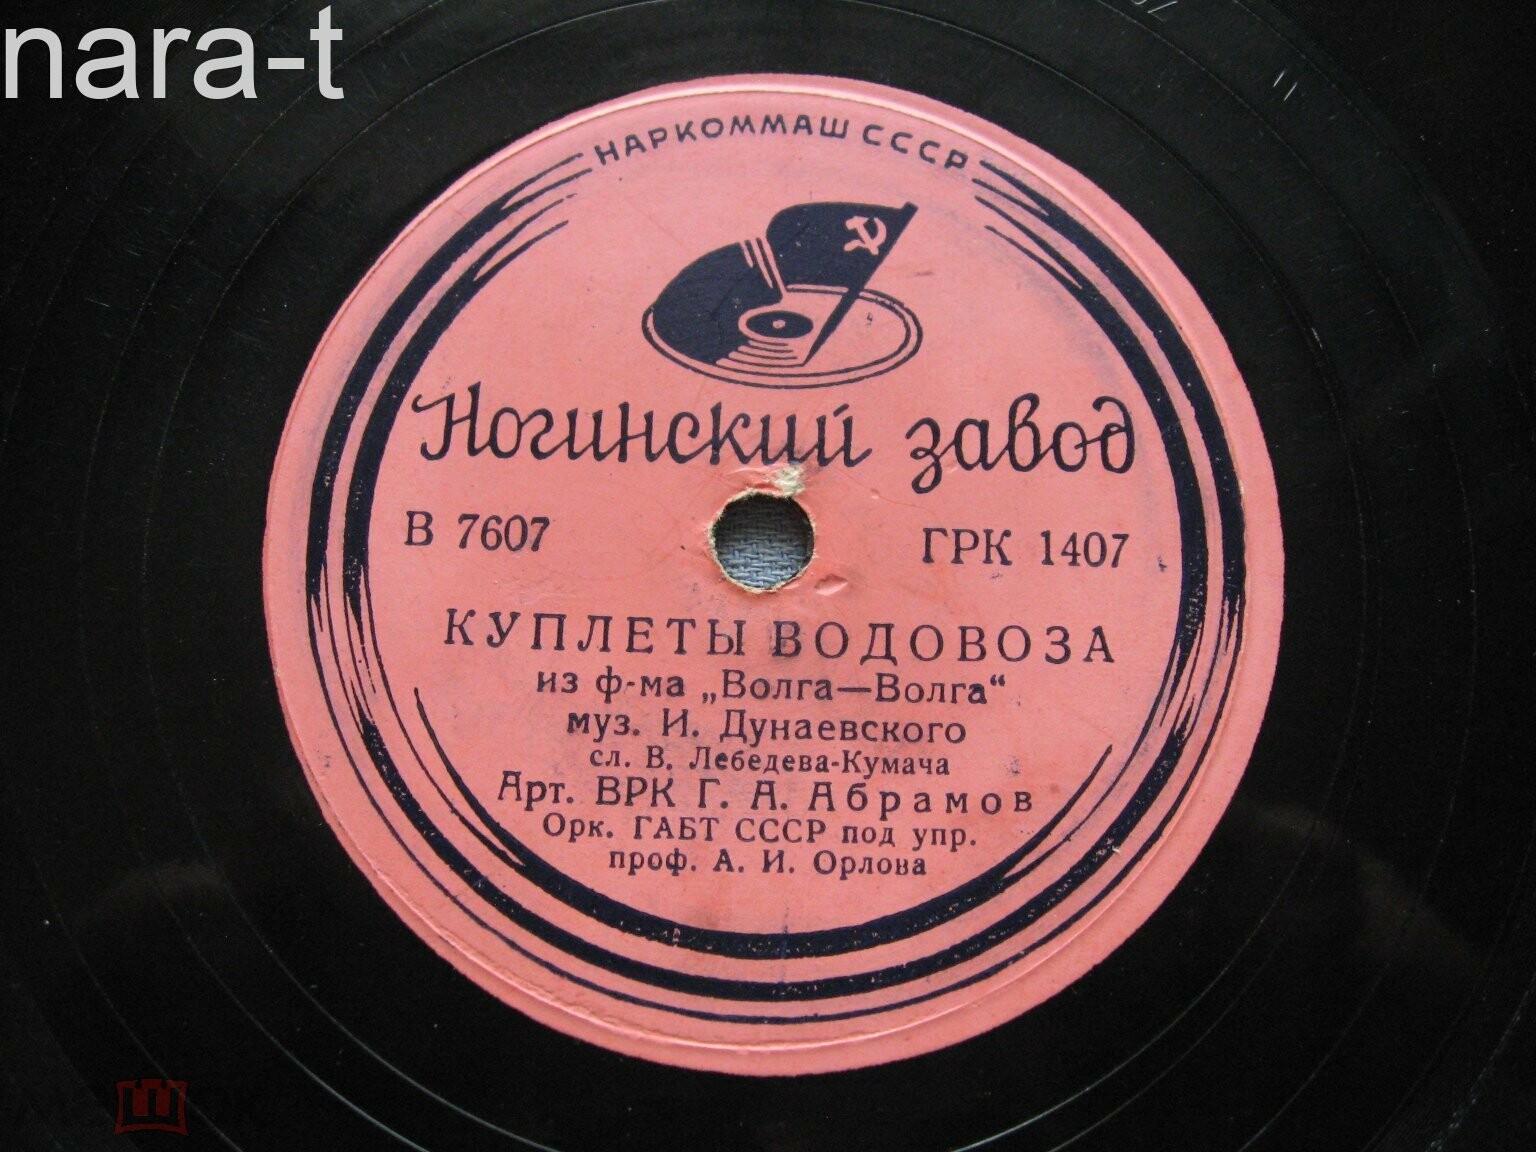 nara-t
НАРКОММАШ СССР
Ногинский завод
В 7607 ГРК 1407
КУПЛЕТЫ ВОДОВОЗА
из ф-ма „Волга—Волга“
муз. И. Дунаевского
сл. В. Лебедева-Кумача
Арт. ВРК Г. А. Абрамов
Орк. ГАБТ СССР под упр.
проф. А. И. Орлова